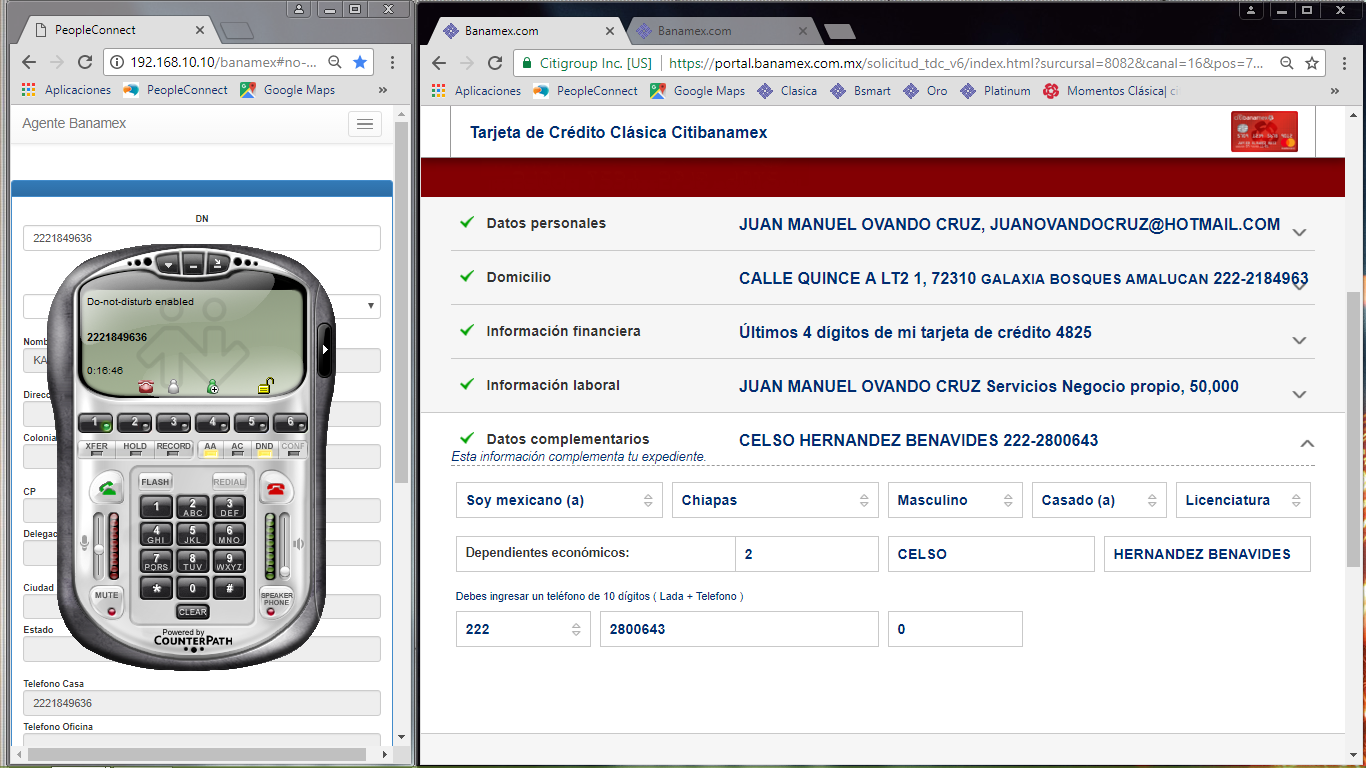 PeopleConnect
192.168.10.10/banamex#no-...
Aplicaciones PeopleConnect Google Maps »
Agente Banamex
DN
2221849636
Do-not-disturb enabled
2221849636
0:16:46
Nomb
KA
Direcc
Colonia
CP
Delegac
Ciudad
Estado
1 2 3 4 5 6
XFER HOLD RECORD AA AC DND CONF
FLASH REDIAL
1 2 ABC 3 DEF
4 GHI 5 JKL 6 MNO
7 PQRS 8 TUV 9 WXYZ
* 0 #
MUTE CLEAR SPEAKER PHONE
Powered by
COUNTERPATH
Telefono Casa
2221849636
Telefono Oficina
Banamex.com Banamex.com
Citigroup Inc. [US] https://portal.banamex.com.mx/solicitud_tdc_v6/index.html?sursursal=8082&canal=16&pos=7...
Aplicaciones PeopleConnect Google Maps Clasica Bsmart Oro Platinum Momentos Clásica| cit »
Tarjeta de Crédito Clásica Citibanamex
citibanamex
Datos personales JUAN MANUEL OVANDO CRUZ, JUANOVANDOCRUZ@HOTMAIL.COM
Domicilio CALLE QUINCE A LT2 1, 72310 GALAXIA BOSQUES AMALUCAN 222-2184963
Información financiera Últimos 4 dígitos de mi tarjeta de crédito 4825
Información laboral JUAN MANUEL OVANDO CRUZ Servicios Negocio propio, 50,000
Datos complementarios CELSO HERNANDEZ BENAVIDES 222-2800643
Esta información complementa tu expediente.
Soy mexicano (a) Chiapas Masculino Casado (a) Licenciatura
Dependientes económicos: 2 CELSO HERNANDEZ BENAVIDES
Debes ingresar un teléfono de 10 dígitos ( Lada + Telefono )
222 2800643 0